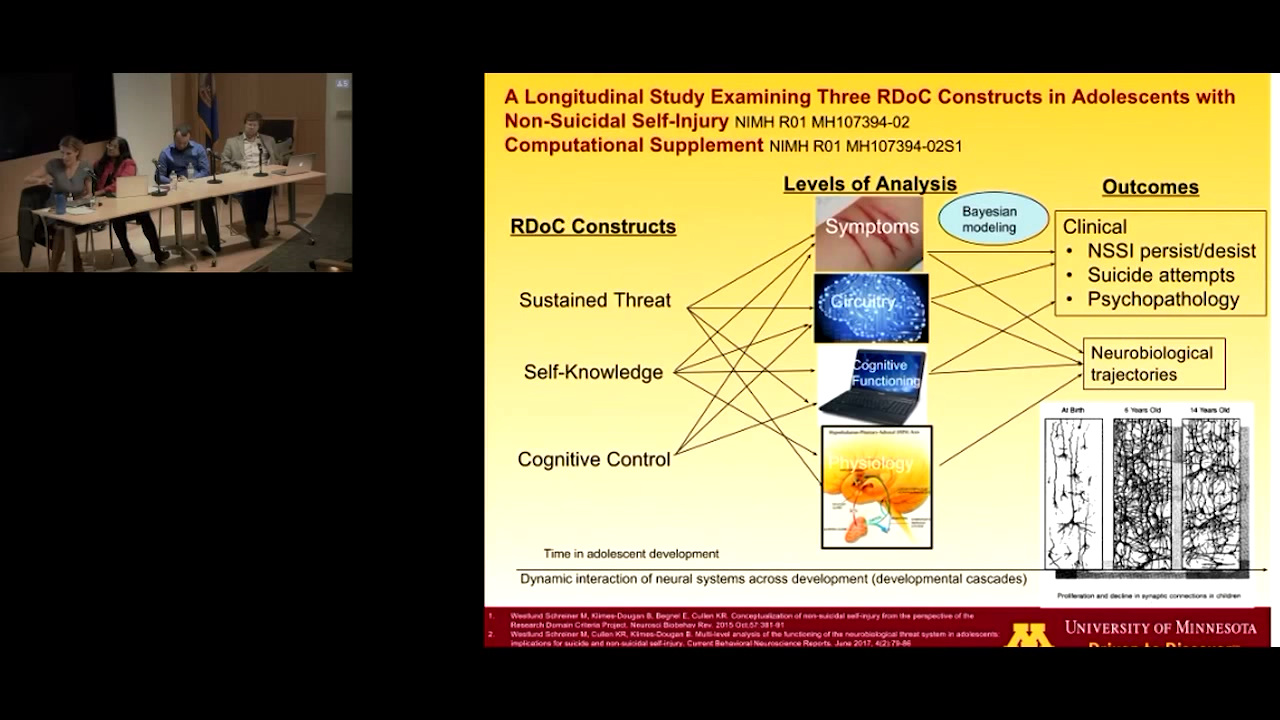 A Longitudinal Study Examining Three RDoC Constructs in Adolescents with
Non-Suicidal Self-Injury NIMH R01 MH107394-02
Computational Supplement NIMH R01 MH107394-02S1
Levels of Analysis
Outcomes
RDoC Constructs
Symptoms
Bayesian
modeling
Clinical
• NSSI persist/desist
• Suicide attempts
• Psychopathology
Sustained Threat
Circuitry
Self-Knowledge
Cognitive
Functioning
Neurobiological
trajectories
Cognitive Control
Physiology
At Birth
6 Years Old
14 Years Old
Time in adolescent development
Dynamic interaction of neural systems across development (developmental cascades)
Proliferation and decline in synaptic connections in children
1. Westlund Schreiner M, Klimes-Dougan B, Begnel E, Cullen KR. Conceptualization of non-suicidal self-injury from the perspective of the
Research Domain Criteria Project. Neurosci Biobehav Rev. 2015 Oct;57:381-91
2. Westlund Schreiner M, Cullen KR, Klimes-Dougan B. Multi-level analysis of the functioning of the neurobiological threat system in adolescents:
implications for suicide and non-suicidal self-injury. Current Behavioral Neuroscience Reports. June 2017, 4(2):79-86
M
UNIVERSITY OF MINNESOTA
Driven to Discover